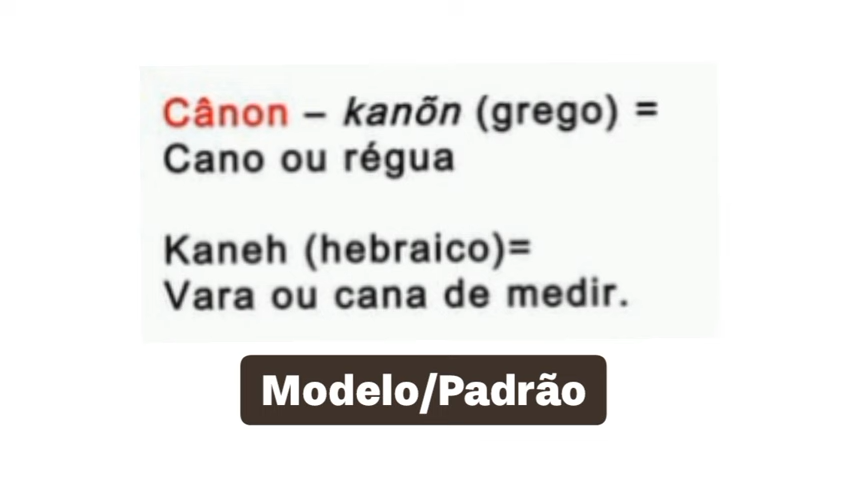 Cânon – kanõn (grego) =
Cano ou régua
Kaneh (hebraico)=
Vara ou cana de medir.
Modelo/Padrão